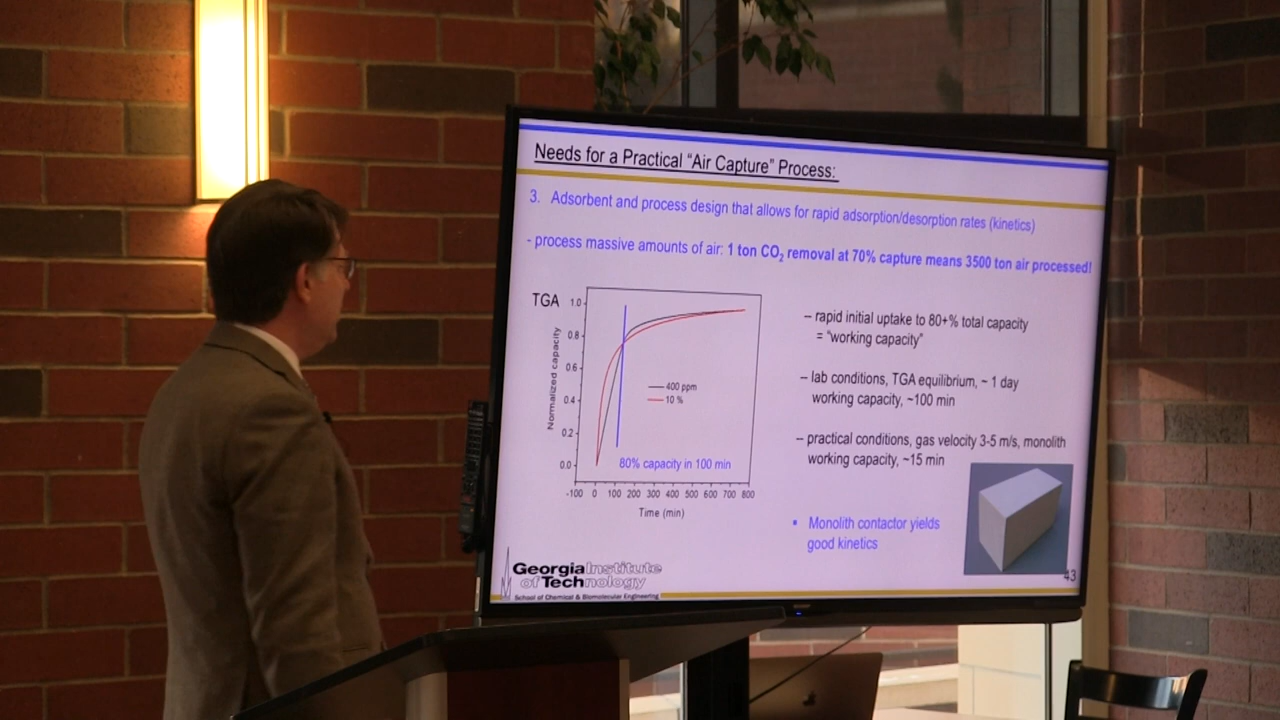 Needs for a Practical “Air Capture” Process:
3. Adsorbent and process design that allows for rapid adsorption/desorption rates (kinetics)
- process massive amounts of air: 1 ton CO2 removal at 70% capture means 3500 ton air processed!
TGA
1.0
0.8
0.6
0.4
0.2
0.0
Normalized capacity
400 ppm
10 %
80% capacity in 100 min
-100 0 100 200 300 400 500 600 700 800
Time (min)
– rapid initial uptake to 80+% total capacity
= “working capacity”
– lab conditions, TGA equilibrium, ~ 1 day
working capacity, ~100 min
– practical conditions, gas velocity 3-5 m/s, monolith
working capacity, ~15 min
▪ Monolith contactor yields
good kinetics
Georgia Institute
of Technology
School of Chemical & Biomolecular Engineering
43